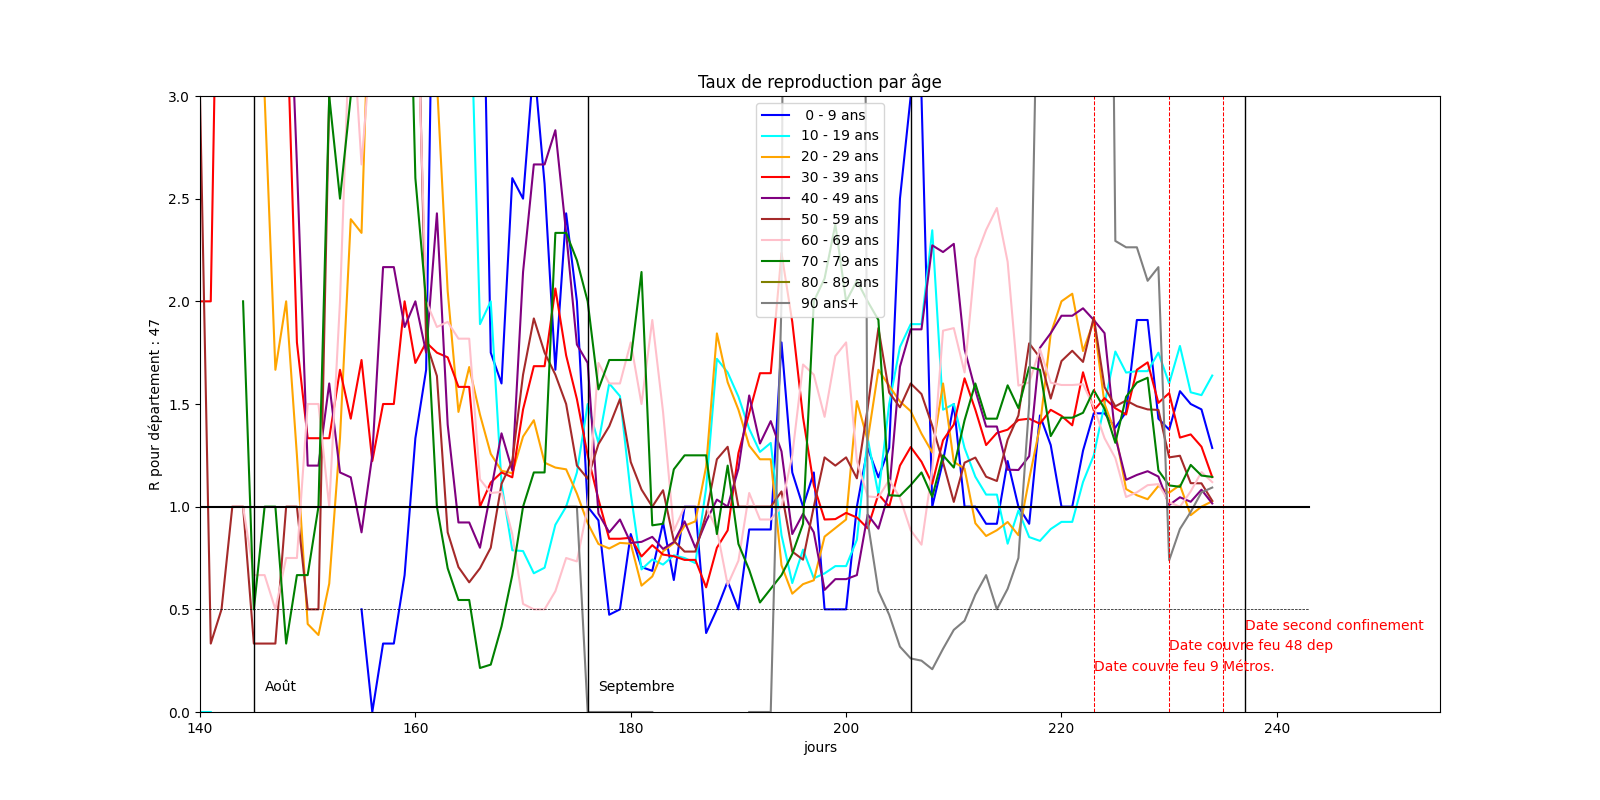 Taux de reproduction par âge
R pour département : 47
3.0
2.5
2.0
1.5
1.0
0.5
0.0
0 - 9 ans
10 - 19 ans
20 - 29 ans
30 - 39 ans
40 - 49 ans
50 - 59 ans
60 - 69 ans
70 - 79 ans
80 - 89 ans
90 ans+
Date second confinement
Date couvre feu 48 dep
Date couvre feu 9 Métros.
Août
Septembre
140
160
180
200
220
240
jours